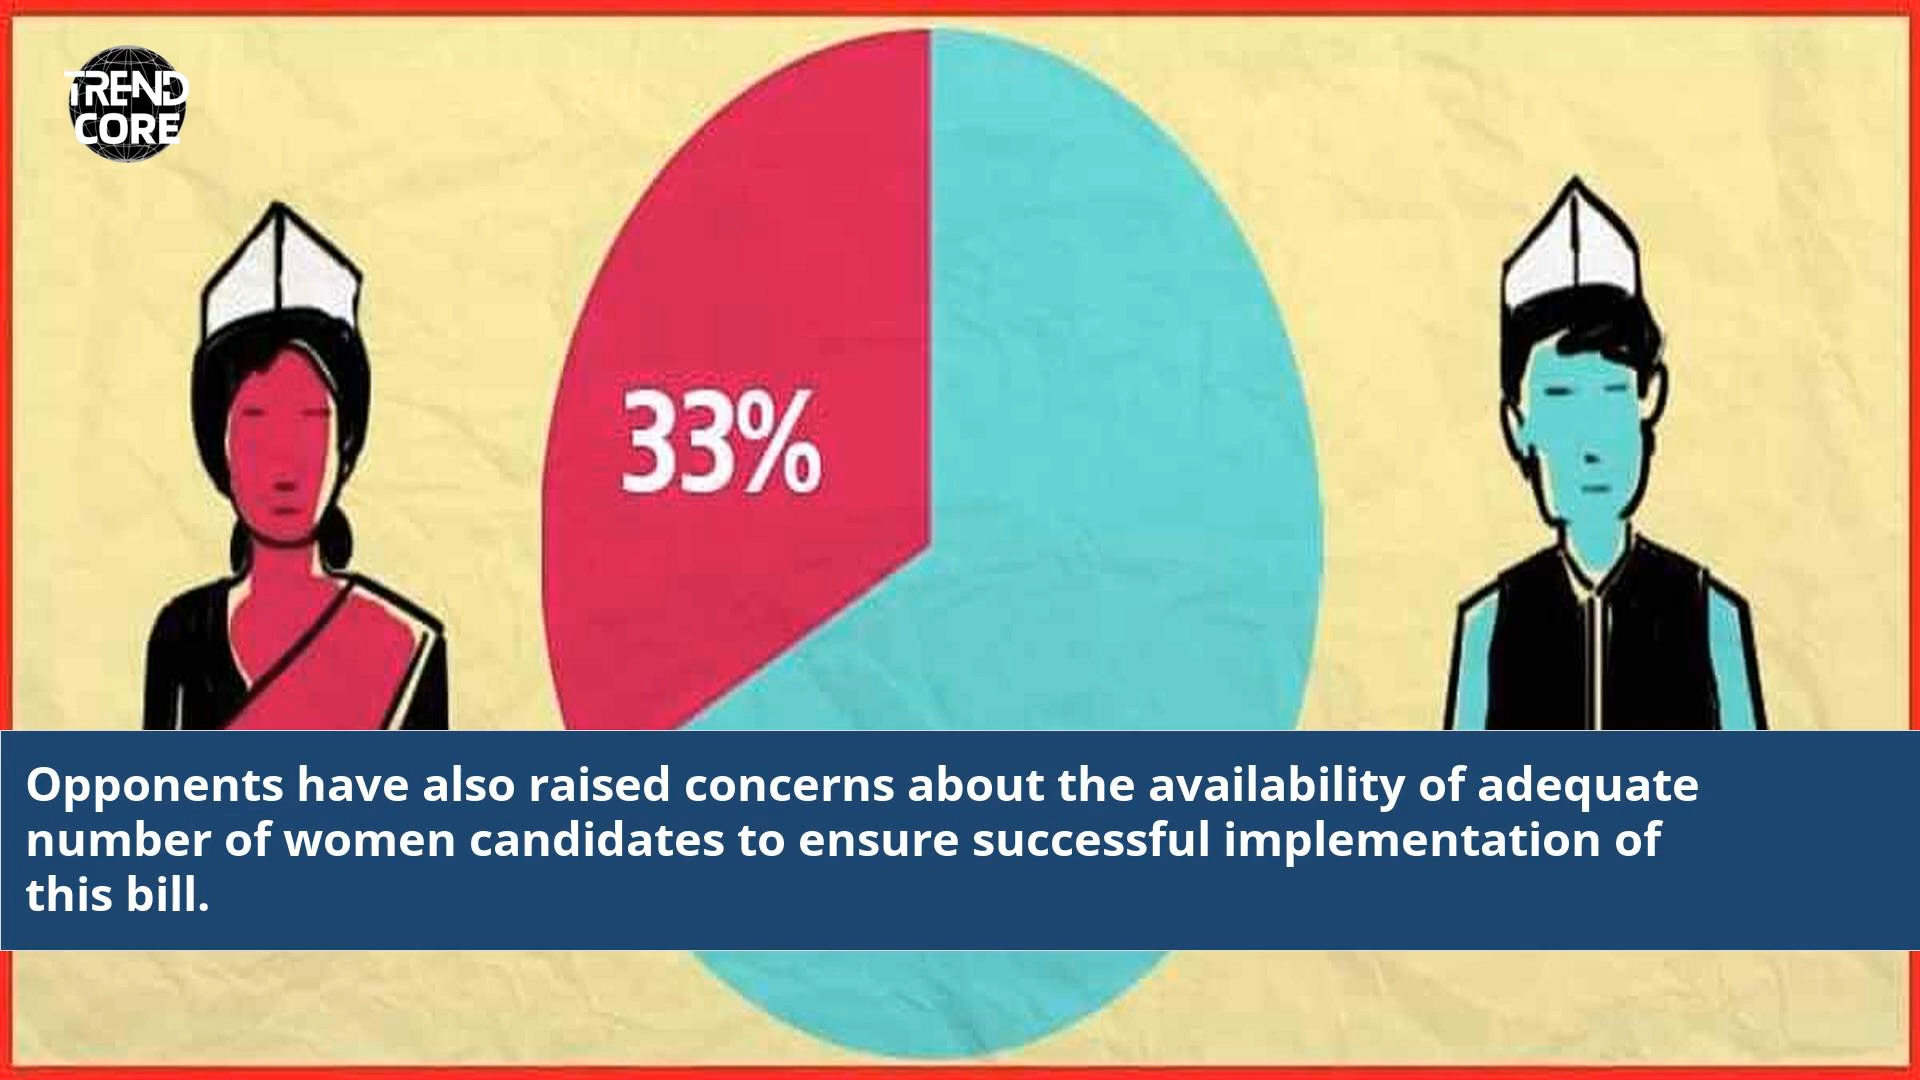 TREND
CORE
33%
Opponents have also raised concerns about the availability of adequate
number of women candidates to ensure successful implementation of
this bill.